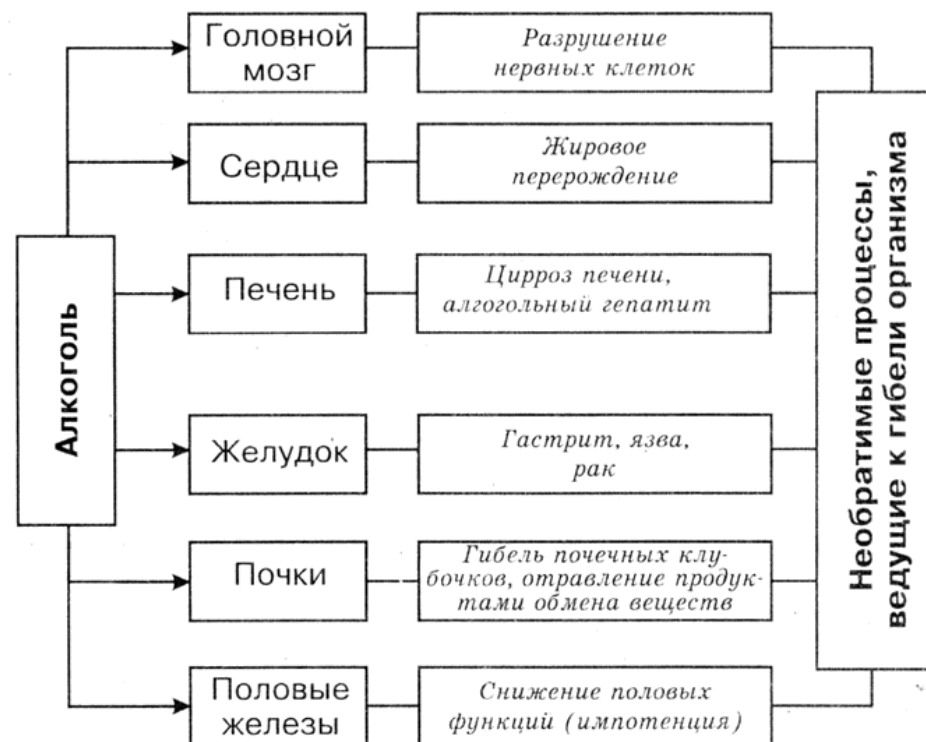 Алкоголь
Головной
мозг
Разрушение
нервных клеток
Сердце
Жировое
перерождение
Печень
Цирроз печени,
алгогольный гепатит
Желудок
Гастрит, язва,
рак
Почки
Гибель почечных клу-
бочков, отравление продук-
тами обмена веществ
Половые
железы
Снижение половых
функций (импотенция)
Необратимые процессы,
ведущие к гибели организма